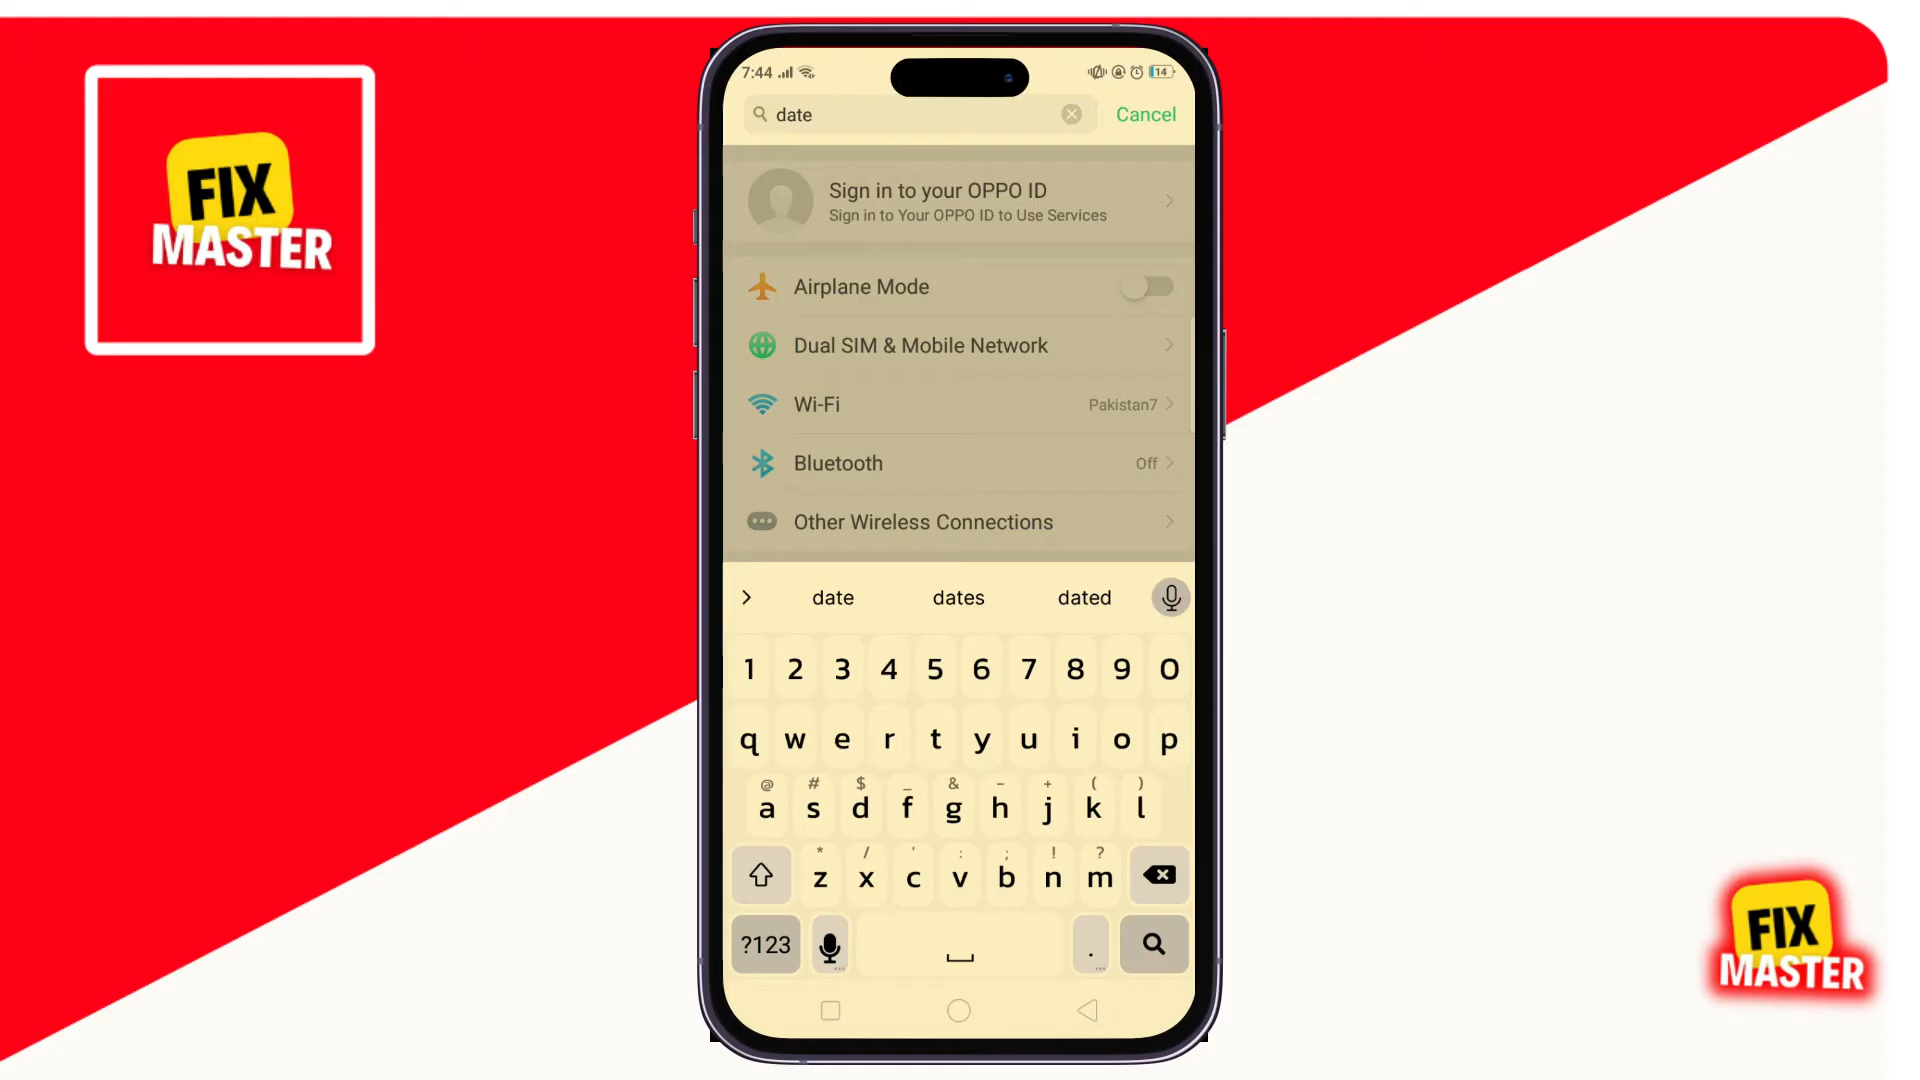 FIX
MASTER
7:44
14
date
Cancel
Sign in to your OPPO ID
Sign in to Your OPPO ID to Use Services
Airplane Mode
Dual SIM & Mobile Network
Wi-Fi Pakistan7
Bluetooth Off
Other Wireless Connections
date dates dated
1 2 3 4 5 6 7 8 9 0
q w e r t y u i o p
@ # $ _ & - + ( )
a s d f g h j k l
* / ' : ; ! ?
z x c v b n m
?123 .
FIX
MASTER